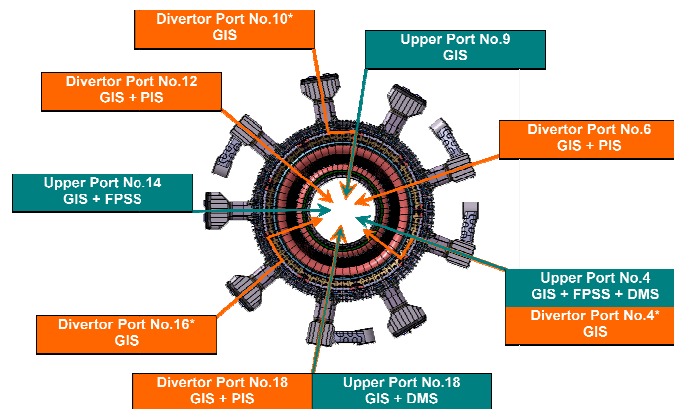 Divertor Port No.10*
GIS
Upper Port No.9
GIS
Divertor Port No.12
GIS + PIS
Divertor Port No.6
GIS + PIS
Upper Port No.14
GIS + FPSS
Upper Port No.4
GIS + FPSS + DMS
Divertor Port No.4*
GIS
Divertor Port No.16*
GIS
Divertor Port No.18
GIS + PIS
Upper Port No.18
GIS + DMS